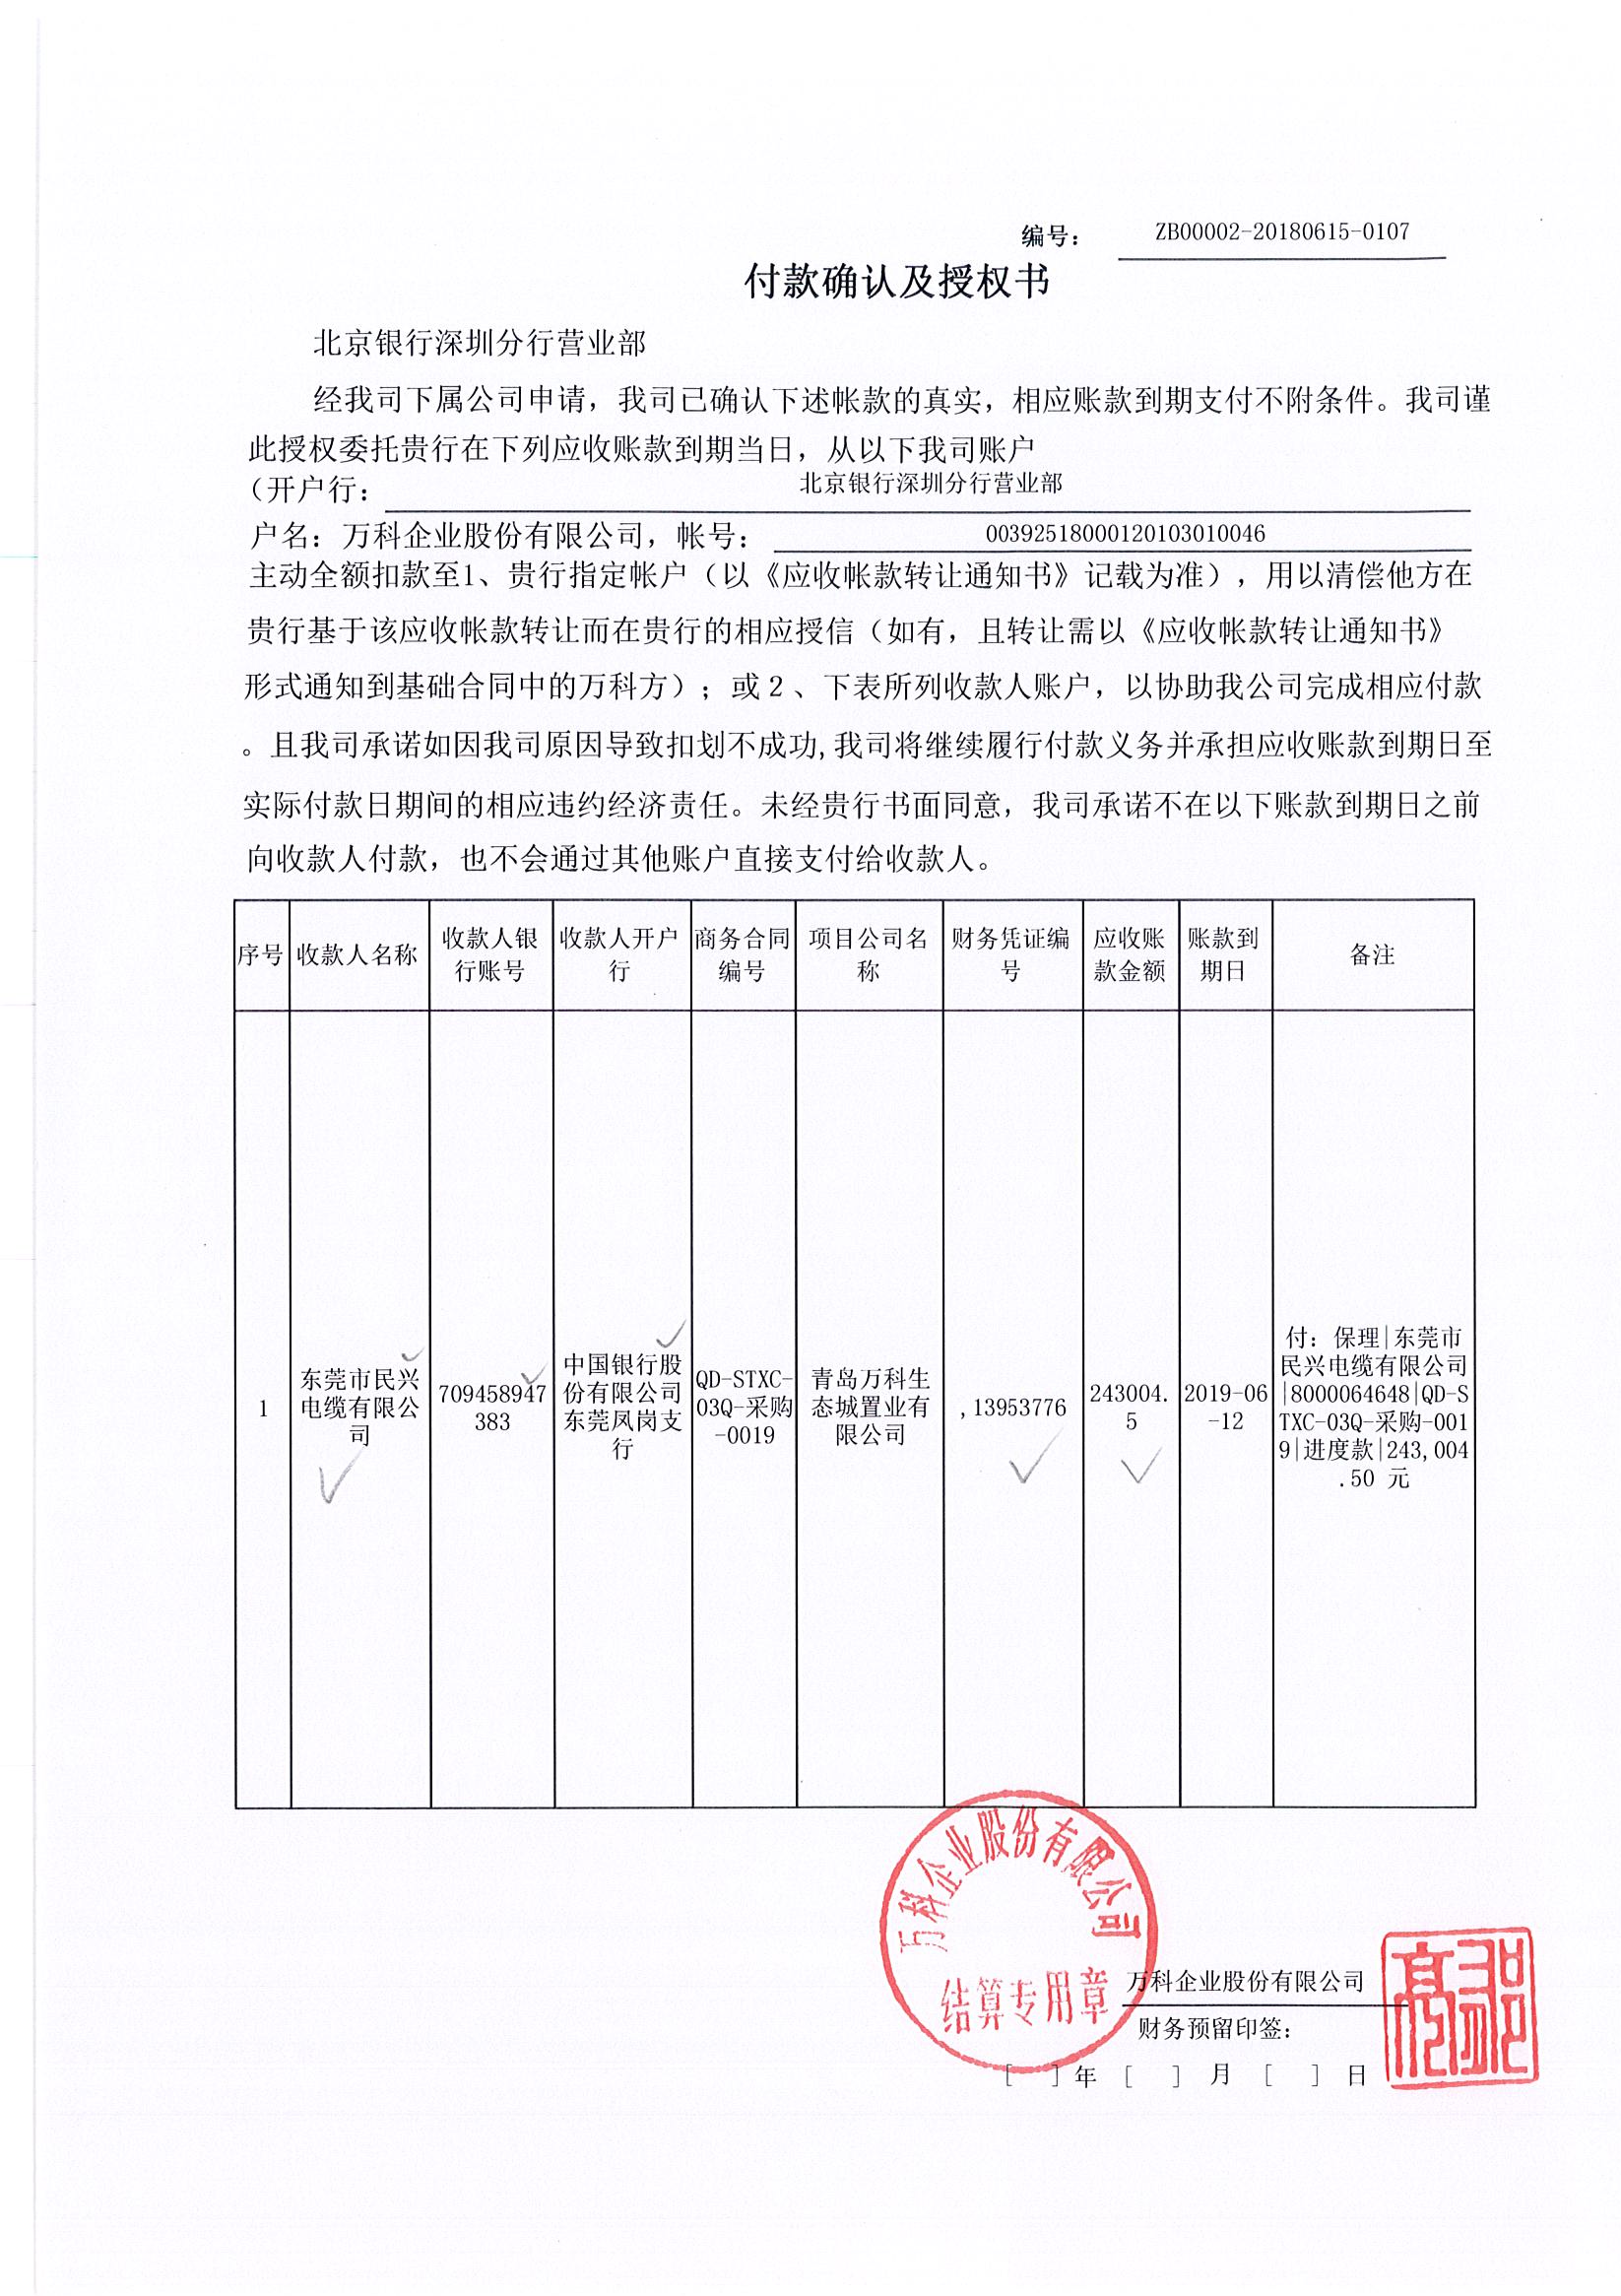 编号： ZB00002-20180615-0107
付款确认及授权书
北京银行深圳分行营业部
经我司下属公司申请，我司已确认下述帐款的真实，相应账款到期支付不附条件。我司谨
此授权委托贵行在下列应收账款到期当日，从以下我司账户
（开户行： 北京银行深圳分行营业部
户名：万科企业股份有限公司，帐号： 00392518000120103010046
主动全额扣款至1、贵行指定帐户（以《应收帐款转让通知书》记载为准），用以清偿他方在
贵行基于该应收帐款转让而在贵行的相应授信（如有，且转让需以《应收帐款转让通知书》
形式通知到基础合同中的万科方）；或２、下表所列收款人账户，以协助我公司完成相应付款
。且我司承诺如因我司原因导致扣划不成功,我司将继续履行付款义务并承担应收账款到期日至
实际付款日期间的相应违约经济责任。未经贵行书面同意，我司承诺不在以下账款到期日之前
向收款人付款，也不会通过其他账户直接支付给收款人。
序号
收款人名称
收款人银
行账号
收款人开户
行
商务合同
编号
项目公司名
称
财务凭证编
号
应收账
款金额
账款到
期日
备注
1
东莞市民兴
电缆有限公
司
709458947
383
中国银行股
份有限公司
东莞凤岗支
行
QD-STXC-
03Q-采购
-0019
青岛万科生
态城置业有
限公司
,13953776
243004.
5
2019-06
-12
付：保理|东莞市
民兴电缆有限公司
|8000064648|QD-S
TXC-03Q-采购-001
9|进度款|243,004
.50 元
万科企业股份有限公司
结算专用章
万科企业股份有限公司
财务预留印签：
[ ] 年 [ ] 月 [ ] 日